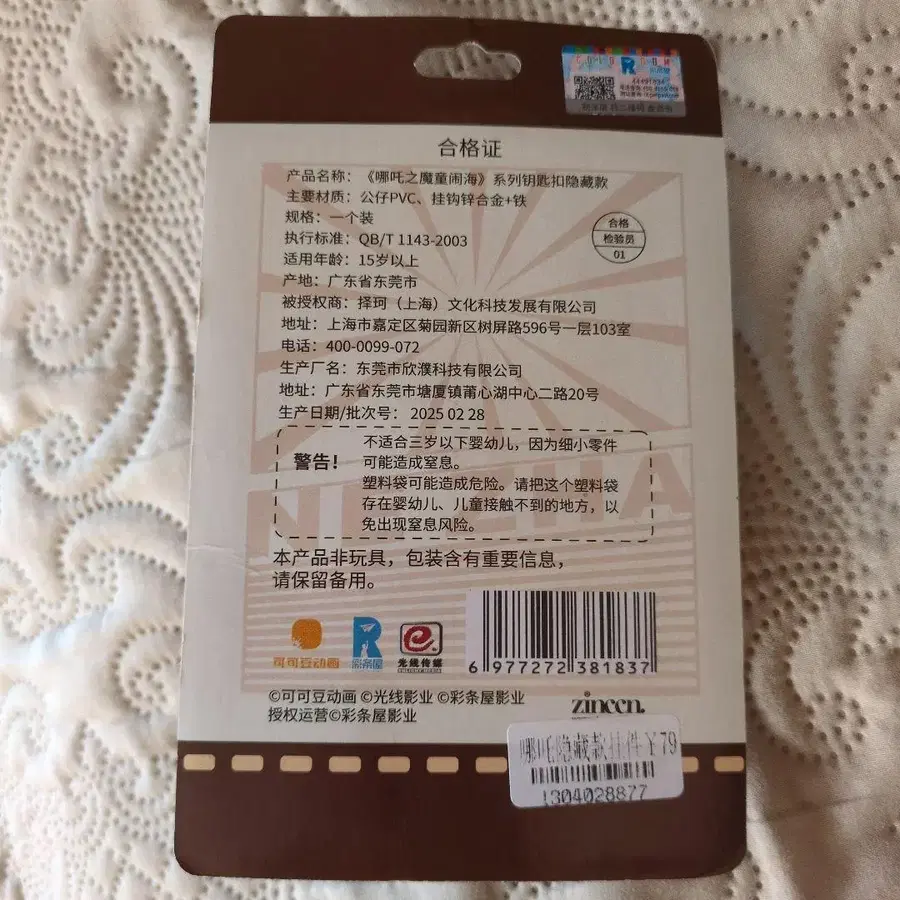 COLOROOM
彩条屋
合格证
产品名称：《哪吒之魔童闹海》系列钥匙扣隐藏款
主要材质：公仔PVC、挂钩锌合金+铁
规格：一个装
合格
检验员
01
执行标准：QB/T 1143-2003
适用年龄：15岁以上
产地：广东省东莞市
被授权商：择珂（上海）文化科技发展有限公司
地址：上海市嘉定区菊园新区树屏路596号一层103室
电话：400-0099-072
生产厂名：东莞市欣濮科技有限公司
地址：广东省东莞市塘厦镇莆心湖中心二路20号
生产日期/批次号： 2025 02 28
警告！
不适合三岁以下婴幼儿，因为细小零件
可能造成窒息。
塑料袋可能造成危险。请把这个塑料袋
存在婴幼儿、儿童接触不到的地方，以
免出现窒息风险。
NE ZHA
本产品非玩具，包装含有重要信息，
请保留备用。
可可豆动画
彩条屋
光线传媒
6 977272 381837
©可可豆动画 ©光线影业 ©彩条屋影业
授权运营©彩条屋影业
zineen.
哪吒隐藏款挂件￥79
1304028877